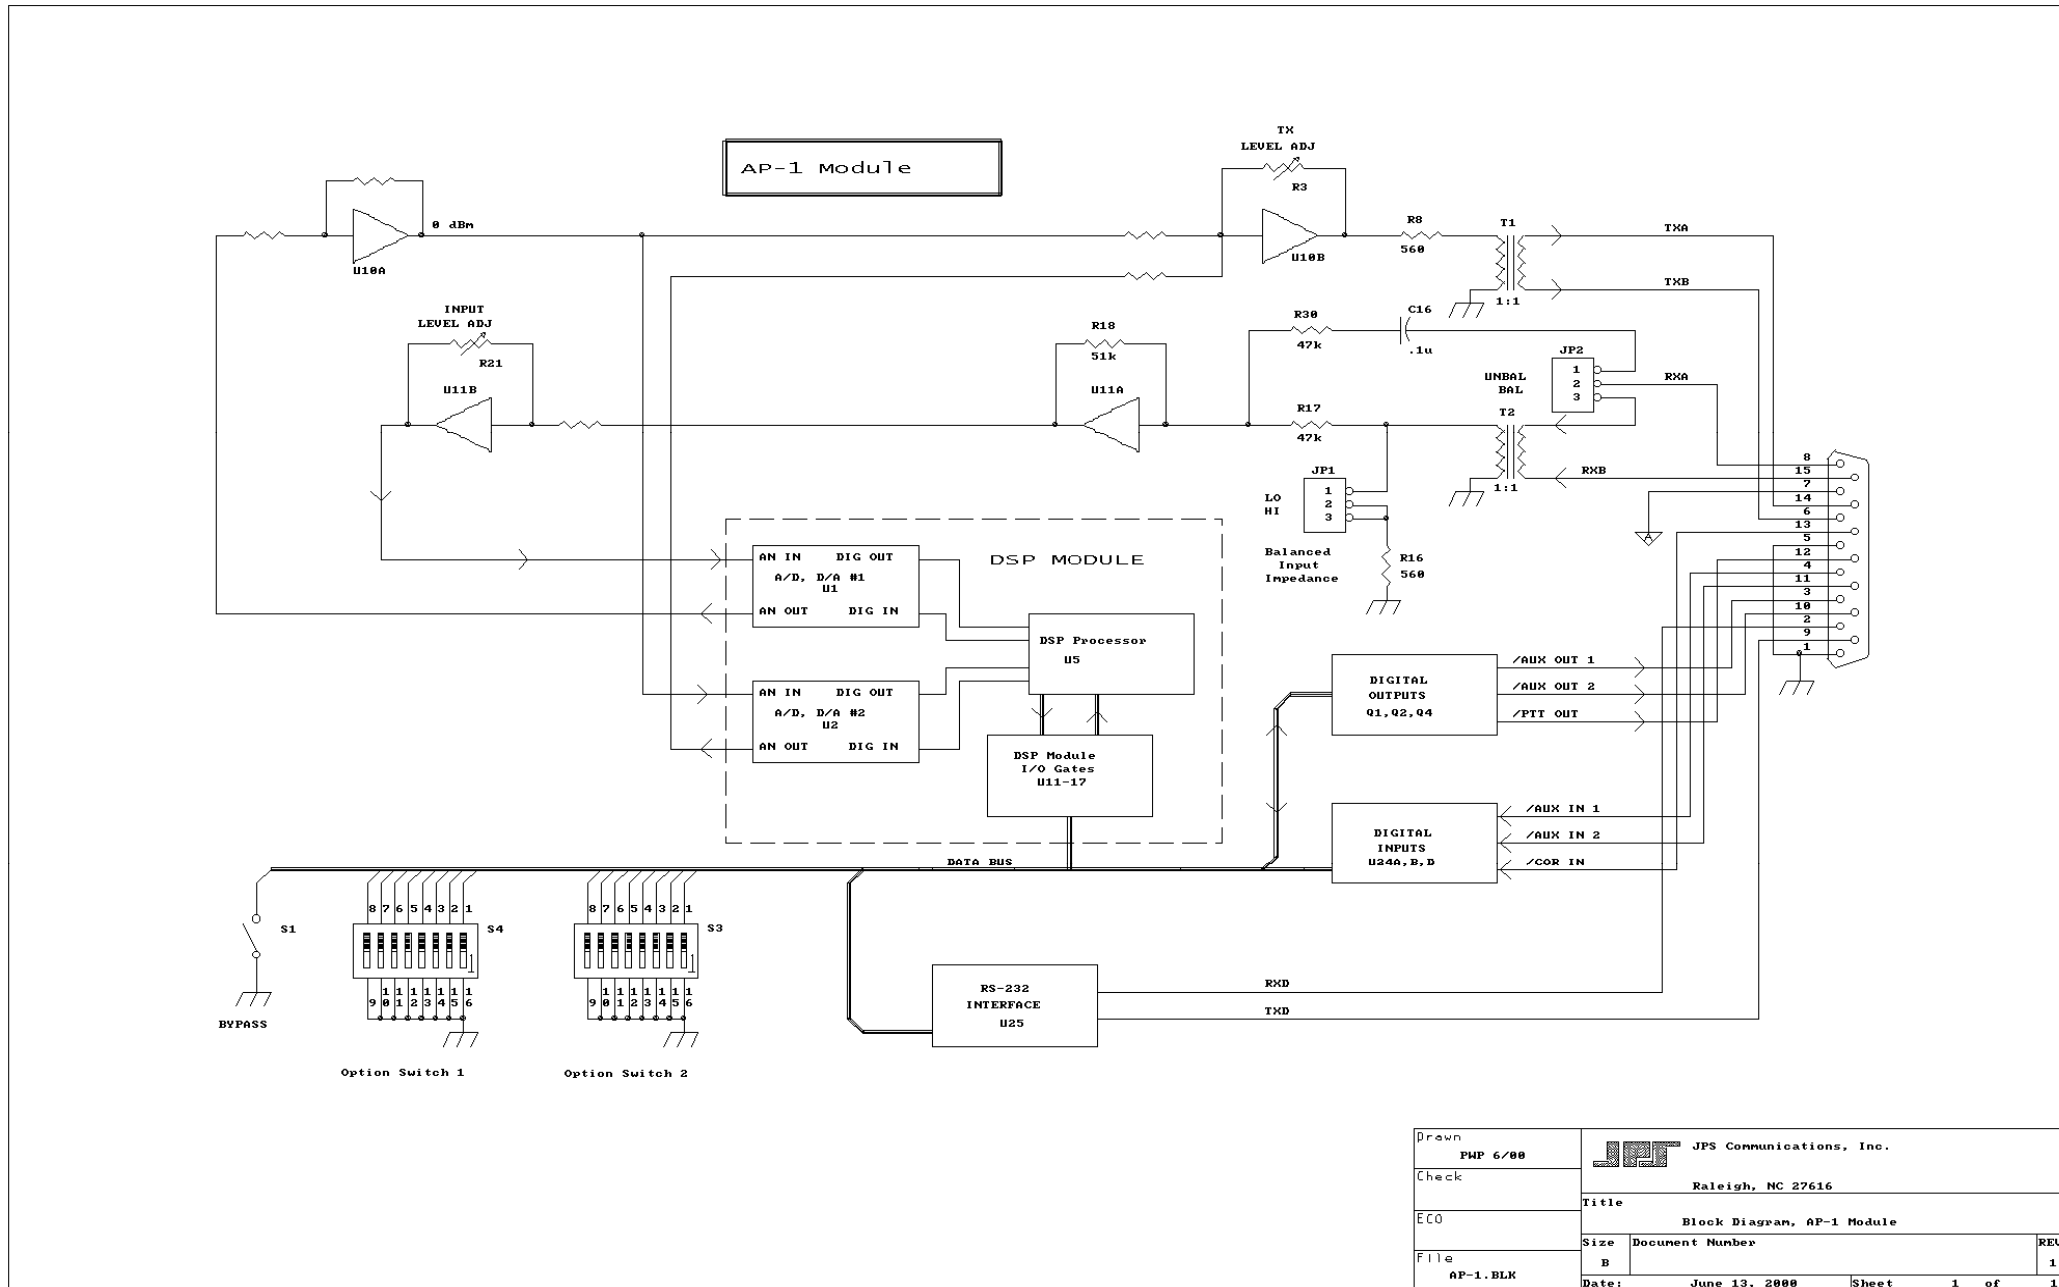 AP-1 Module
TX
LEVEL ADJ
R3
0 dBm
U10A
U10B
R8
560
T1
1:1
TXA
TXB
INPUT
LEVEL ADJ
R21
U11B
R18
51k
U11A
R30
47k
C16
.1u
JP2
1
2
3
UNBAL
BAL
RXA
R17
47k
T2
1:1
RXB
JP1
1
2
3
LO
HI
Balanced
Input
Impedance
R16
560
8
15
7
14
6
13
5
12
4
11
3
10
2
9
1
A
DSP MODULE
AN IN DIG OUT
A/D, D/A #1
U1
AN OUT DIG IN
DSP Processor
U5
AN IN DIG OUT
A/D, D/A #2
U2
AN OUT DIG IN
DSP Module
I/O Gates
U11-17
DIGITAL
OUTPUTS
Q1,Q2,Q4
/AUX OUT 1
/AUX OUT 2
/PTT OUT
DIGITAL
INPUTS
U24A,B,D
/AUX IN 1
/AUX IN 2
/COR IN
DATA BUS
S1
BYPASS
8 7 6 5 4 3 2 1
S4
1
9 10 11 12 13 14 15 16
Option Switch 1
8 7 6 5 4 3 2 1
S3
1
9 10 11 12 13 14 15 16
Option Switch 2
RS-232
INTERFACE
U25
RXD
TXD
Drawn
PWP 6/00
Check
ECO
File
AP-1.BLK
JPS
JPS Communications, Inc.
Raleigh, NC 27616
Title
Block Diagram, AP-1 Module
Size
B
Document Number
REV
1
Date: June 13, 2000
Sheet 1 of 1